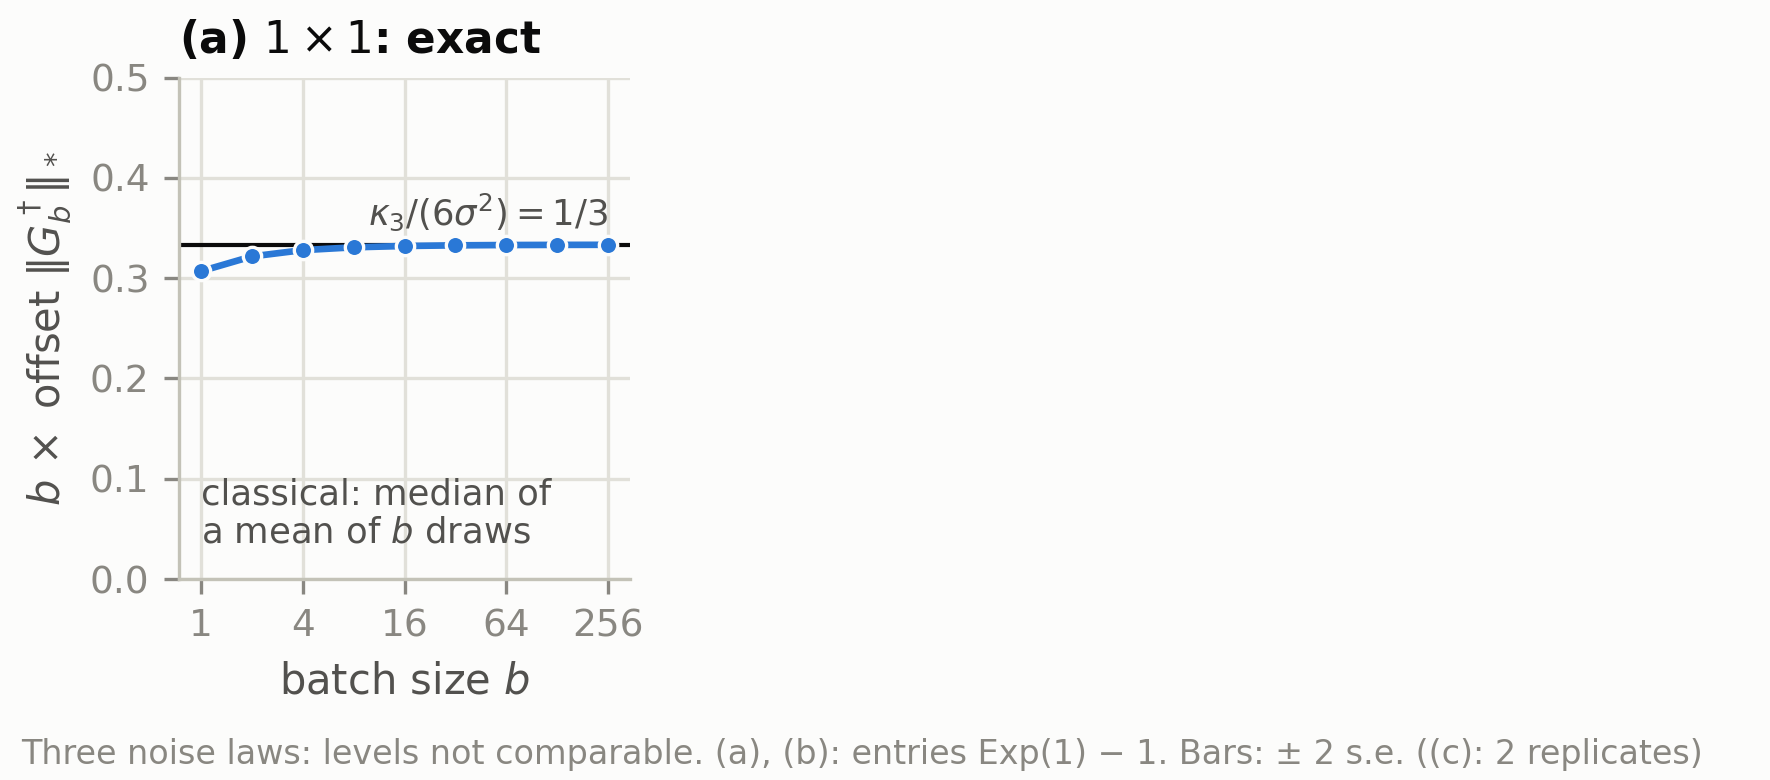 (a) 1 × 1: exact
0.5
0.4
0.3
0.2
0.1
0.0
b × offset ‖G_b^†‖_*
κ₃/(6σ²) = 1/3
classical: median of
a mean of b draws
1 4 16 64 256
batch size b
Three noise laws: levels not comparable. (a), (b): entries Exp(1) − 1. Bars: ± 2 s.e. ((c): 2 replicates)